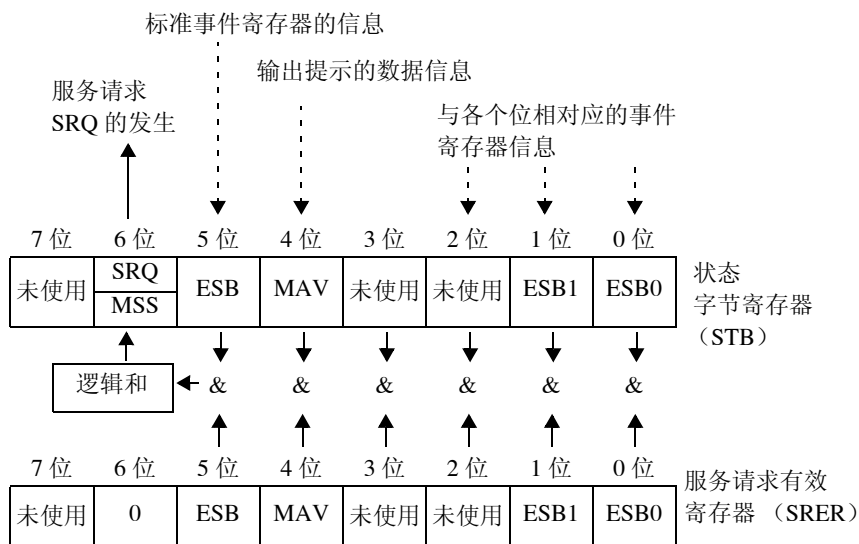 标准事件寄存器的信息
输出提示的数据信息
服务请求
SRQ 的发生
与各个位相对应的事件
寄存器信息
7 位 6 位 5 位 4 位 3 位 2 位 1 位 0 位
未使用 SRQ MSS ESB MAV 未使用 未使用 ESB1 ESB0
状态
字节寄存器
（STB）
逻辑和 & & & & & &
7 位 6 位 5 位 4 位 3 位 2 位 1 位 0 位
未使用 0 ESB MAV 未使用 未使用 ESB1 ESB0
服务请求有效
寄存器 （SRER）